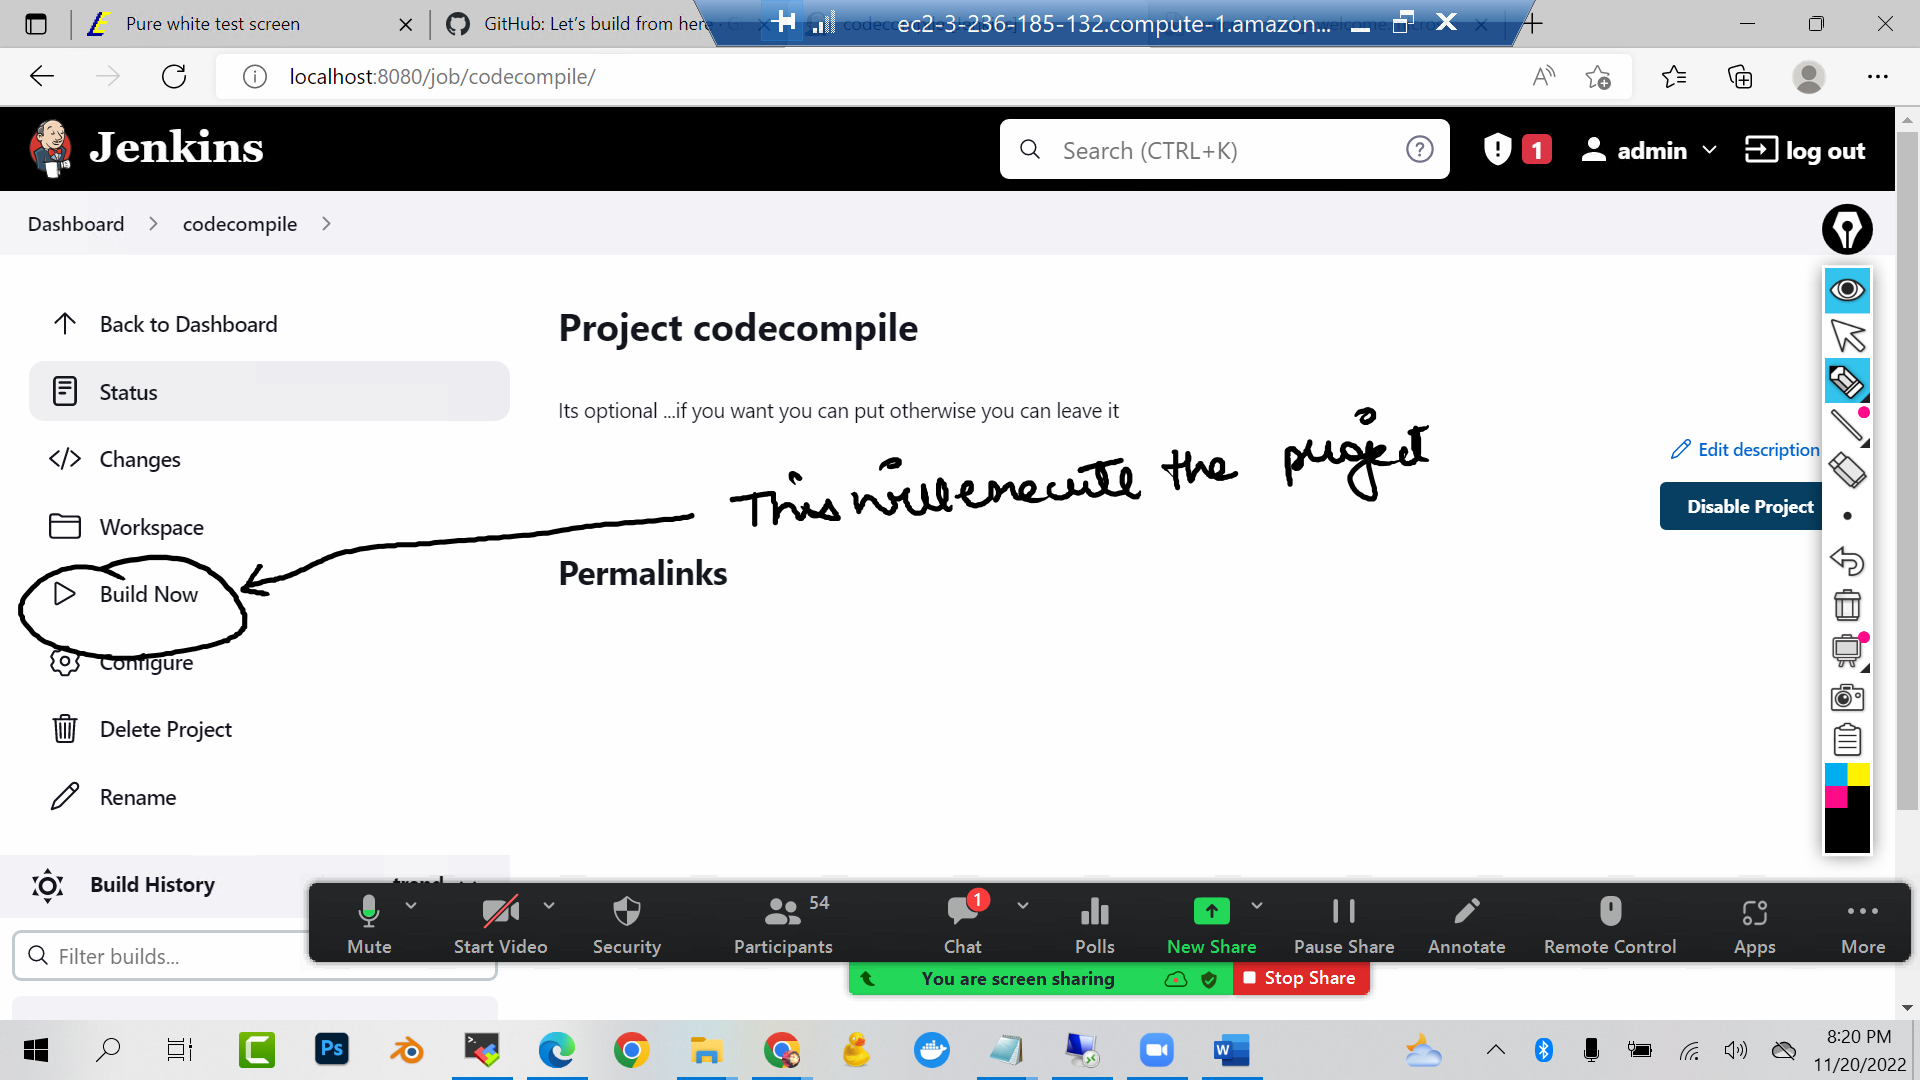 Pure white test screen
GitHub: Let's build from here · G
ec2-3-236-185-132.compute-1.amazon...
localhost:8080/job/codecompile/
Jenkins
Search (CTRL+K)
1
admin
log out
Dashboard
codecompile
Back to Dashboard
Project codecompile
Status
Its optional ...if you want you can put otherwise you can leave it
Changes
Edit description
This will execute the project
Workspace
Disable Project
Permalinks
Build Now
Configure
Delete Project
Rename
Build History
trend
Filter builds...
Mute
Start Video
Security
54
Participants
1
Chat
Polls
New Share
Pause Share
Annotate
Remote Control
Apps
More
You are screen sharing
Stop Share
Ps
W
8:20 PM
11/20/2022